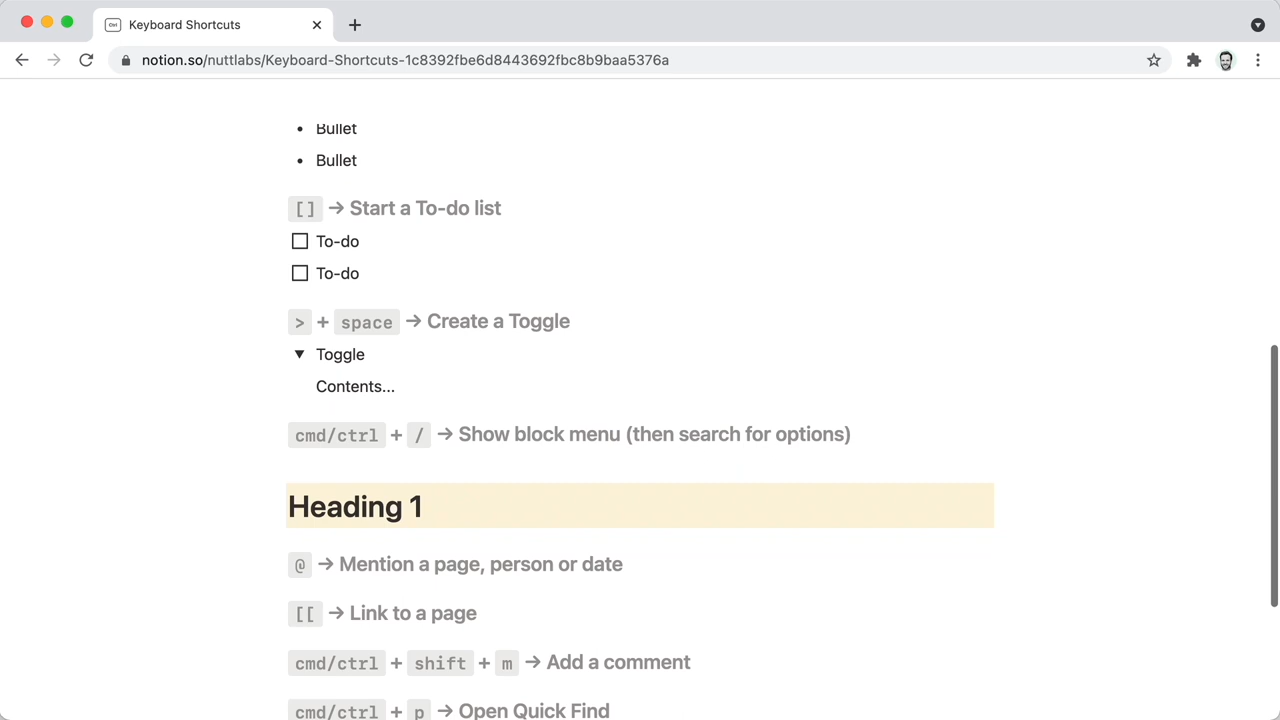 Ctrl Keyboard Shortcuts
notion.so/nuttlabs/Keyboard-Shortcuts-1c8392fbe6d8443692fbc8b9baa5376a
• Bullet
• Bullet
[] → Start a To-do list
To-do
To-do
> + space → Create a Toggle
Toggle
Contents...
cmd/ctrl + / → Show block menu (then search for options)
Heading 1
@ → Mention a page, person or date
[[ → Link to a page
cmd/ctrl + shift + m → Add a comment
cmd/ctrl + p → Open Quick Find